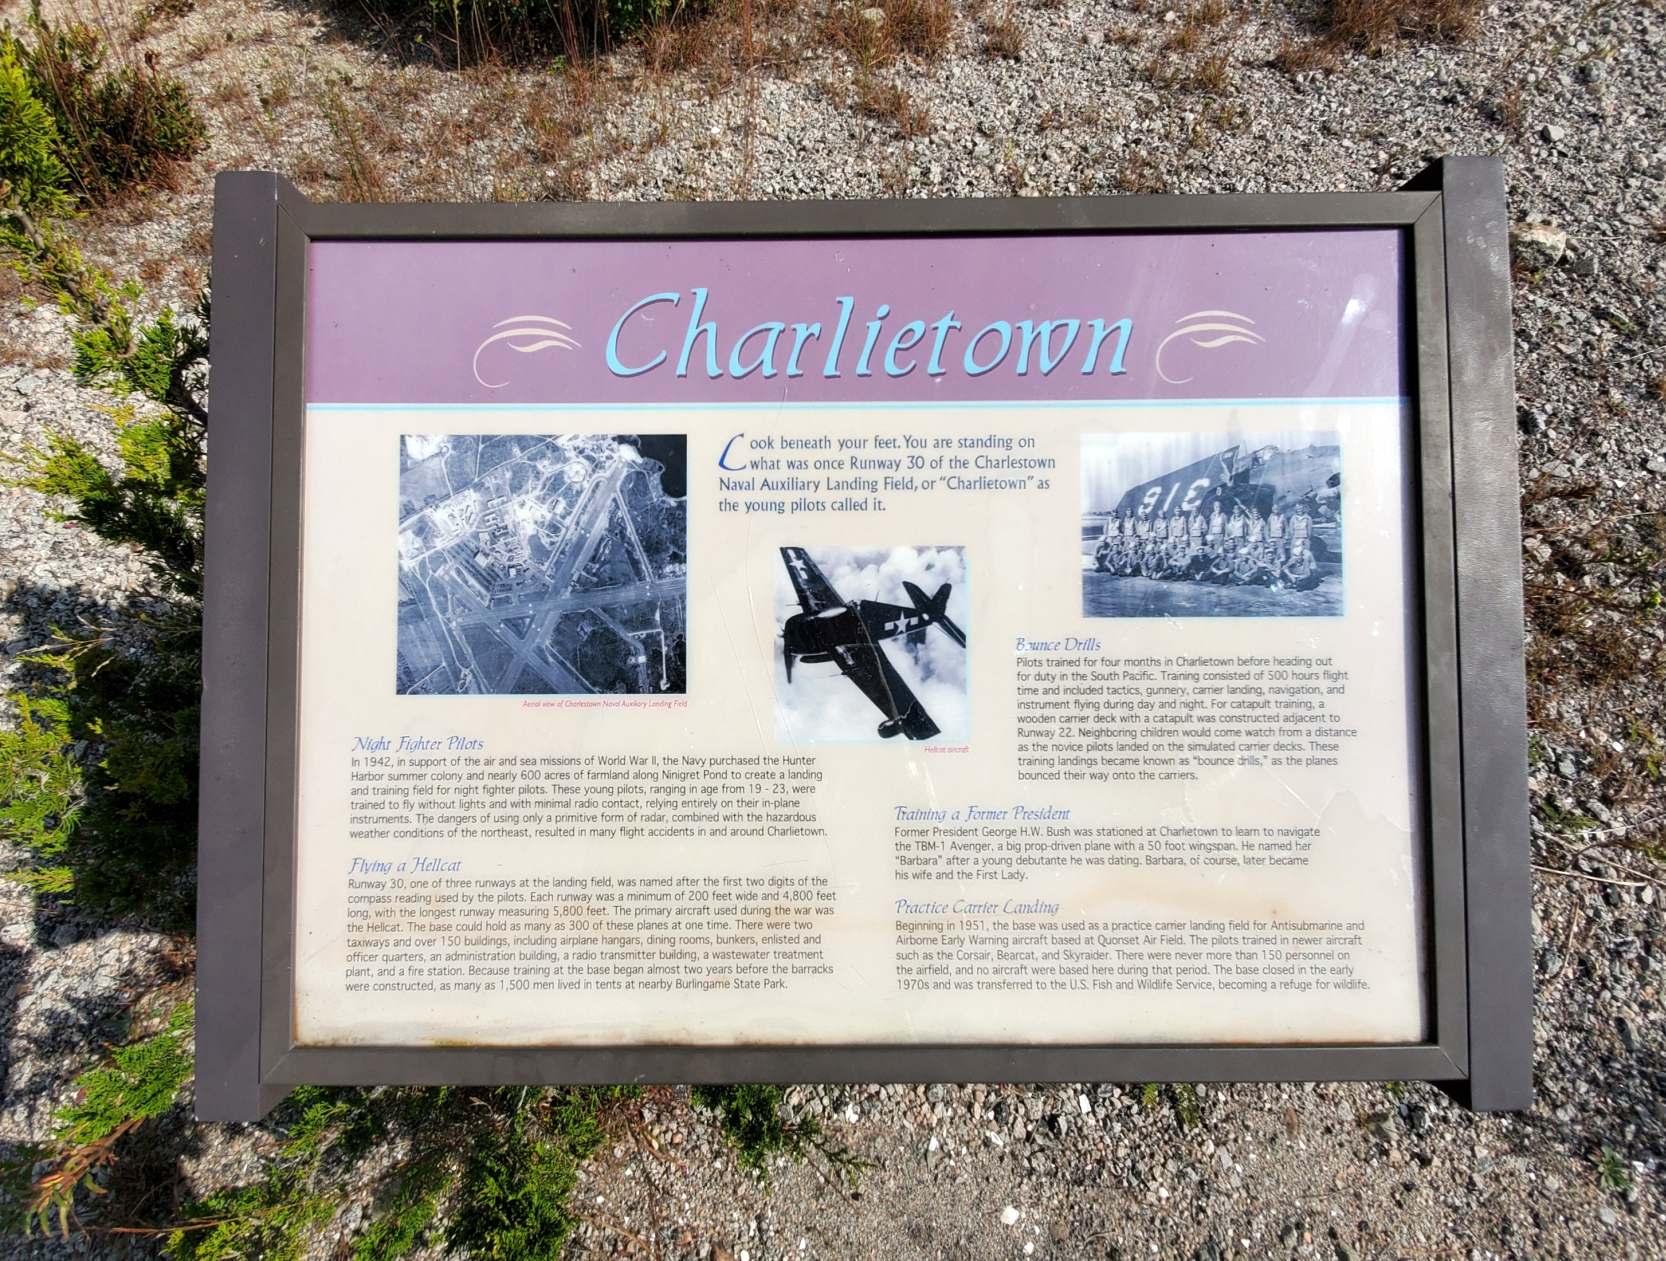 Charlietown
Look beneath your feet. You are standing on
what was once Runway 30 of the Charlestown
Naval Auxiliary Landing Field, or "Charlietown" as
the young pilots called it.
Aerial view of Charlestown Naval Auxiliary Landing Field
Night Fighter Pilots
In 1942, in support of the air and sea missions of World War II, the Navy purchased the Hunter
Harbor summer colony and nearly 600 acres of farmland along Ninigret Pond to create a landing
and training field for night fighter pilots. These young pilots, ranging in age from 19 - 23, were
trained to fly without lights and with minimal radio contact, relying entirely on their in-plane
instruments. The dangers of using only a primitive form of radar, combined with the hazardous
weather conditions of the northeast, resulted in many flight accidents in and around Charlietown.
Flying a Hellcat
Runway 30, one of three runways at the landing field, was named after the first two digits of the
compass reading used by the pilots. Each runway was a minimum of 200 feet wide and 4,800 feet
long, with the longest runway measuring 5,800 feet. The primary aircraft used during the war was
the Hellcat. The base could hold as many as 300 of these planes at one time. There were two
taxiways and over 150 buildings, including airplane hangars, dining rooms, bunkers, enlisted and
officer quarters, an administration building, a radio transmitter building, a wastewater treatment
plant, and a fire station. Because training at the base began almost two years before the barracks
were constructed, as many as 1,500 men lived in tents at nearby Burlingame State Park.
Hellcat aircraft
316
Bounce Drills
Pilots trained for four months in Charlietown before heading out
for duty in the South Pacific. Training consisted of 500 hours flight
time and included tactics, gunnery, carrier landing, navigation, and
instrument flying during day and night. For catapult training, a
wooden carrier deck with a catapult was constructed adjacent to
Runway 22. Neighboring children would come watch from a distance
as the novice pilots landed on the simulated carrier decks. These
training landings became known as "bounce drills," as the planes
bounced their way onto the carriers.
Training a Former President
Former President George H.W. Bush was stationed at Charlietown to learn to navigate
the TBM-1 Avenger, a big prop-driven plane with a 50 foot wingspan. He named her
"Barbara" after a young debutante he was dating. Barbara, of course, later became
his wife and the First Lady.
Practice Carrier Landing
Beginning in 1951, the base was used as a practice carrier landing field for Antisubmarine and
Airborne Early Warning aircraft based at Quonset Air Field. The pilots trained in newer aircraft
such as the Corsair, Bearcat, and Skyraider. There were never more than 150 personnel on
the airfield, and no aircraft were based here during that period. The base closed in the early
1970s and was transferred to the U.S. Fish and Wildlife Service, becoming a refuge for wildlife.